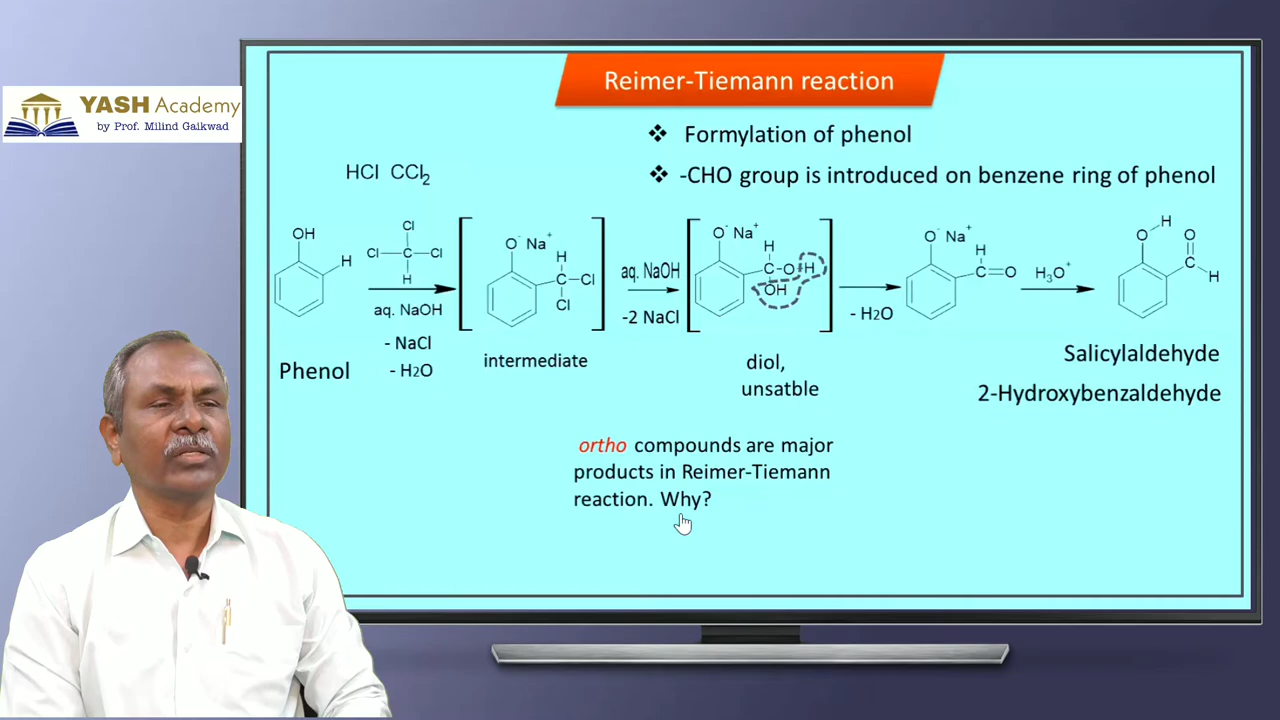 Reimer-Tiemann reaction
YASH Academy
by Prof. Milind Gaikwad
❖ Formylation of phenol
❖ -CHO group is introduced on benzene ring of phenol
HCl CCl2
OH
H
Cl
Cl C Cl
H
aq. NaOH
- NaCl
- H2O
Phenol
O- Na+
H
C Cl
Cl
intermediate
aq. NaOH
-2 NaCl
O- Na+
H
C O H
OH
diol,
unsatble
- H2O
O- Na+
H
C O
H3O+
H
O O
C
H
Salicylaldehyde
2-Hydroxybenzaldehyde
ortho compounds are major
products in Reimer-Tiemann
reaction. Why?